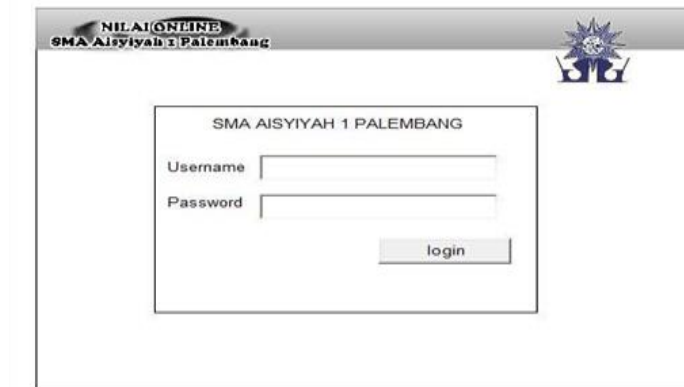 NILAI ONLINE
SMA Aisyiyah 1 Palembang
SMA AISYIYAH 1 PALEMBANG
Username
Password
login